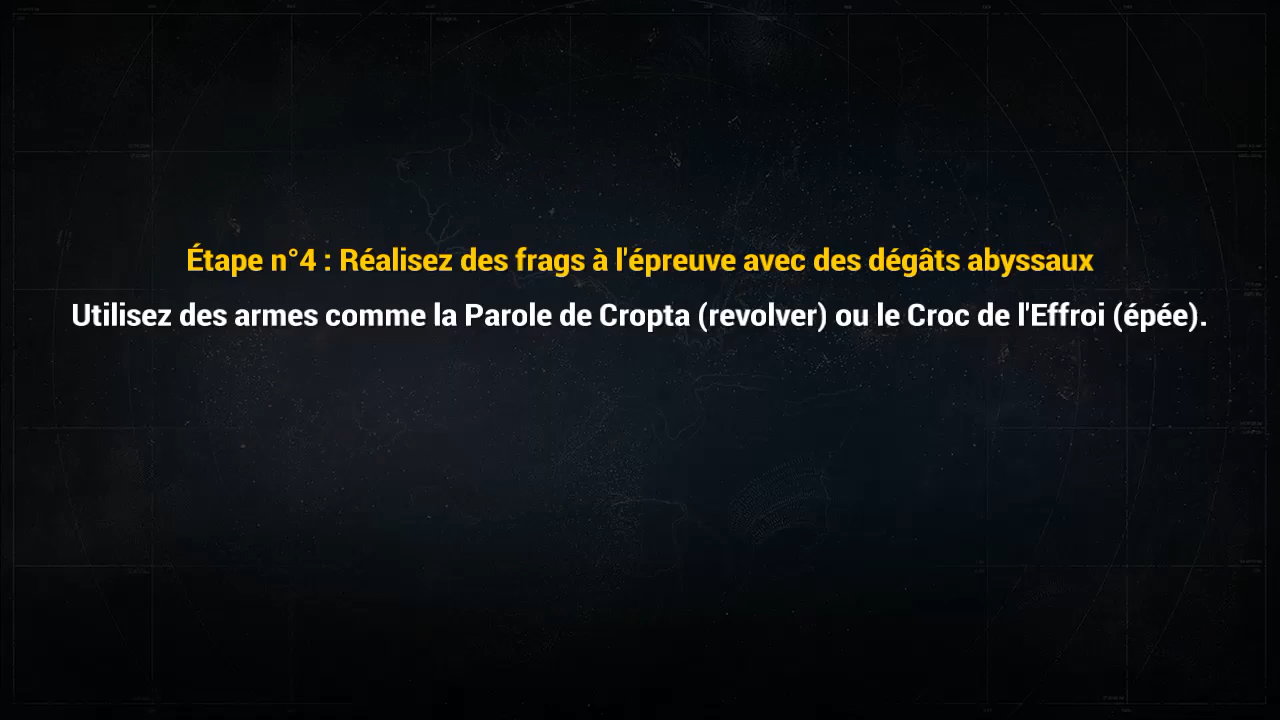 Étape n°4 : Réalisez des frags à l'épreuve avec des dégâts abyssaux
Utilisez des armes comme la Parole de Cropta (revolver) ou le Croc de l'Effroi (épée).